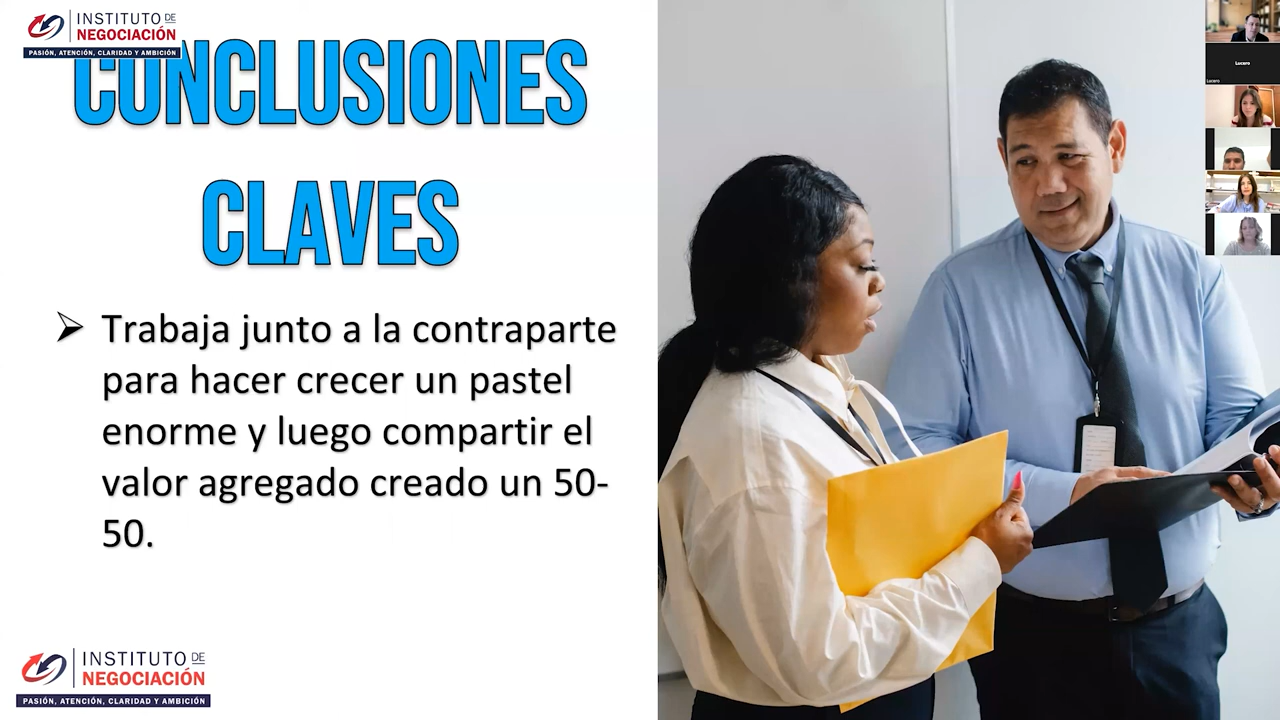 INSTITUTO DE
NEGOCIACIÓN
PASIÓN, ATENCIÓN, CLARIDAD Y AMBICIÓN
CONCLUSIONES
CLAVES
➢ Trabaja junto a la contraparte
para hacer crecer un pastel
enorme y luego compartir el
valor agregado creado un 50-
50.
INSTITUTO DE
NEGOCIACIÓN
PASIÓN, ATENCIÓN, CLARIDAD Y AMBICIÓN
Lucero
Lucero